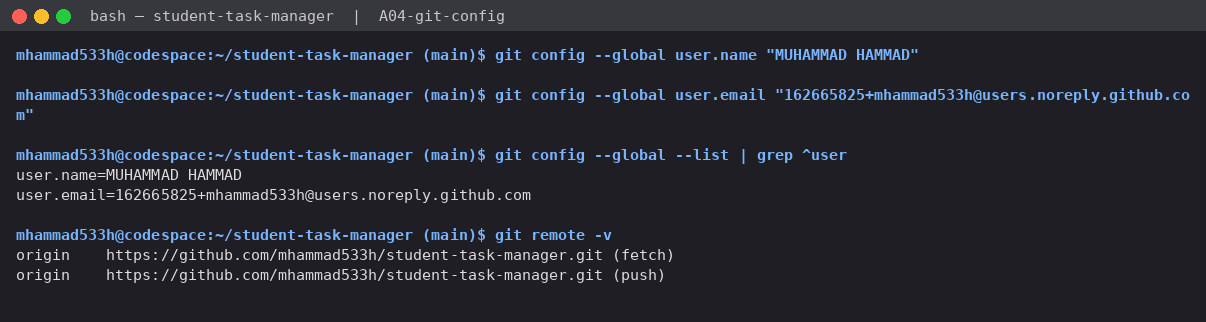 bash — student-task-manager  |  A04-git-config
mhammad533h@codespace:~/student-task-manager (main)$ git config --global user.name "MUHAMMAD HAMMAD"
mhammad533h@codespace:~/student-task-manager (main)$ git config --global user.email "162665825+mhammad533h@users.noreply.github.co
m"
mhammad533h@codespace:~/student-task-manager (main)$ git config --global --list | grep ^user
user.name=MUHAMMAD HAMMAD
user.email=162665825+mhammad533h@users.noreply.github.com
mhammad533h@codespace:~/student-task-manager (main)$ git remote -v
origin    https://github.com/mhammad533h/student-task-manager.git (fetch)
origin    https://github.com/mhammad533h/student-task-manager.git (push)